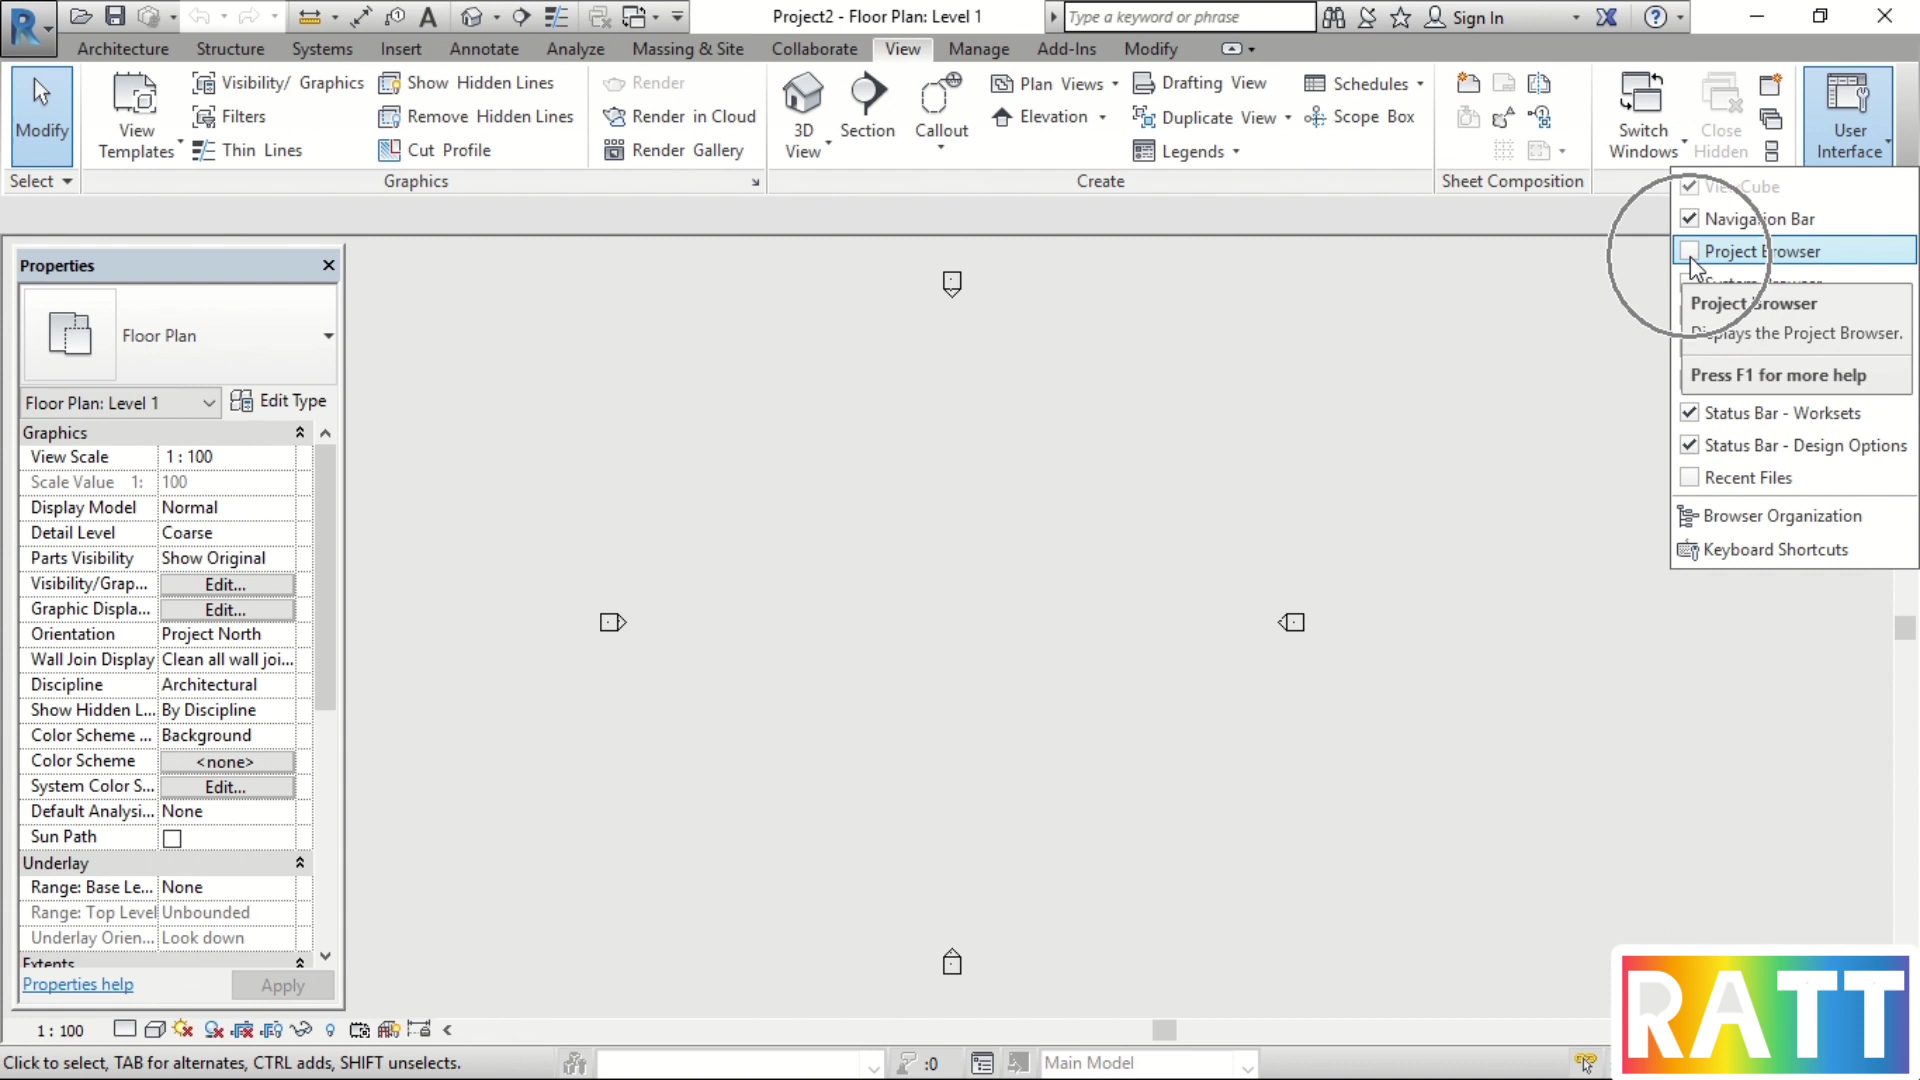 Project2 - Floor Plan: Level 1
Type a keyword or phrase
Sign In
Architecture Structure Systems Insert Annotate Analyze Massing & Site Collaborate View Manage Add-Ins Modify
Modify
View
Templates
Visibility/ Graphics
Filters
Thin Lines
Show Hidden Lines
Remove Hidden Lines
Cut Profile
Render
Render in Cloud
Render Gallery
3D
View
Section
Callout
Plan Views
Elevation
Drafting View
Duplicate View
Legends
Schedules
Scope Box
Switch
Windows
Close
Hidden
User
Interface
Select
Graphics
Create
Sheet Composition
ViewCube
Navigation Bar
Project Browser
System Browser
Project Browser
Displays the Project Browser.
Press F1 for more help
Status Bar - Worksets
Status Bar - Design Options
Recent Files
Browser Organization
Keyboard Shortcuts
Properties
Floor Plan
Floor Plan: Level 1
Edit Type
Graphics
View Scale 1 : 100
Scale Value 1: 100
Display Model Normal
Detail Level Coarse
Parts Visibility Show Original
Visibility/Grap... Edit...
Graphic Displa... Edit...
Orientation Project North
Wall Join Display Clean all wall joi...
Discipline Architectural
Show Hidden L... By Discipline
Color Scheme ... Background
Color Scheme <none>
System Color S... Edit...
Default Analysi... None
Sun Path
Underlay
Range: Base Le... None
Range: Top Level Unbounded
Underlay Orien... Look down
Extents
Properties help
Apply
1 : 100
Click to select, TAB for alternates, CTRL adds, SHIFT unselects.
:0
Main Model
RATT